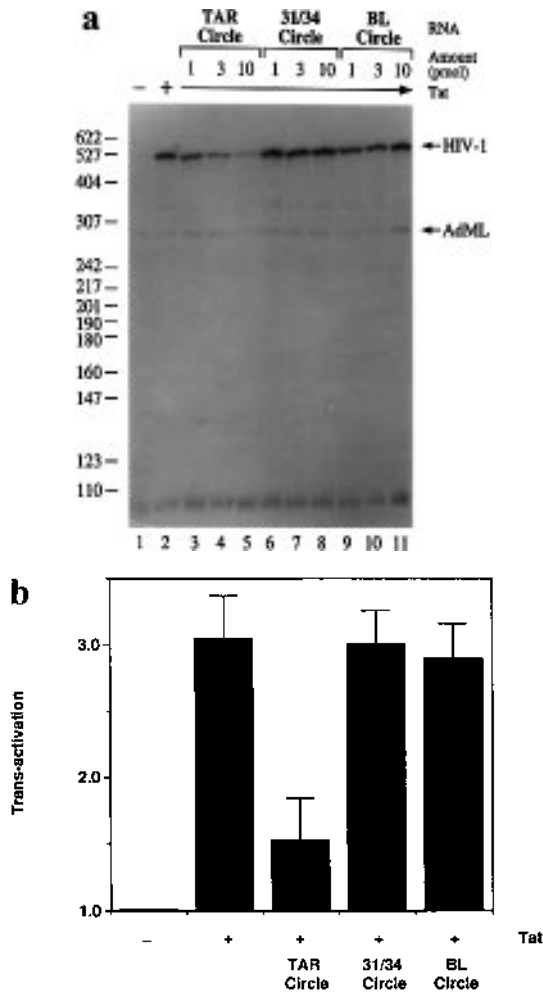 a
TAR Circle 31/34 Circle BL Circle RNA
1 3 10 1 3 10 1 3 10 Amount (pmol)
− + Tat
622
527 HIV-1
404
307
AdML
242
217
201
190
180
160
147
123
110
1 2 3 4 5 6 7 8 9 10 11
b
Trans-activation
3.0
2.0
1.0
− + + + + Tat
TAR Circle 31/34 Circle BL Circle